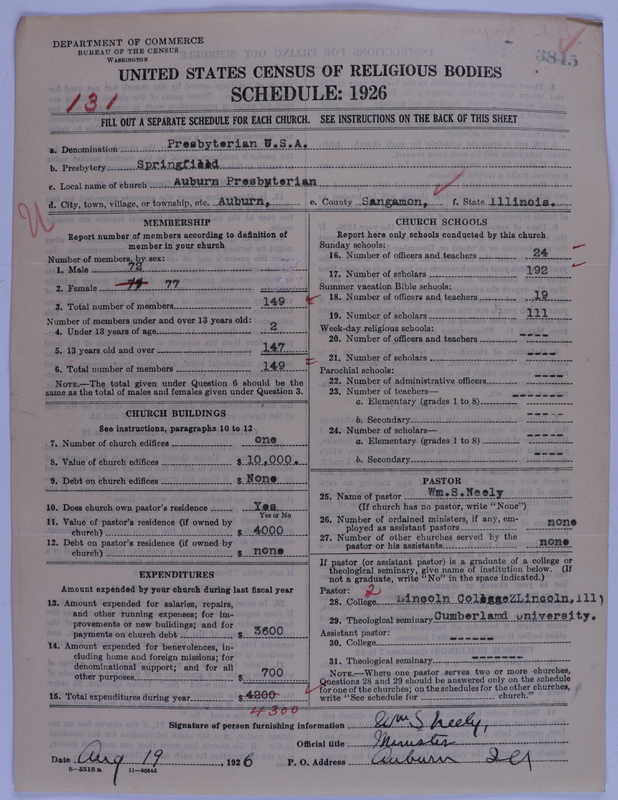 DEPARTMENT OF COMMERCE
BUREAU OF THE CENSUS
WASHINGTON
3845
UNITED STATES CENSUS OF RELIGIOUS BODIES
SCHEDULE: 1926
131
FILL OUT A SEPARATE SCHEDULE FOR EACH CHURCH. SEE INSTRUCTIONS ON THE BACK OF THIS SHEET
a. Denomination Presbyterian U.S.A.
b. Presbytery Springfield
c. Local name of church Auburn Presbyterian
d. City, town, village, or township, etc. Auburn, e. County Sangamon, f. State Illinois.
MEMBERSHIP
Report number of members according to definition of
member in your church
Number of members, by sex:
1. Male 72
2. Female 77 77
3. Total number of members 149
Number of members under and over 13 years old:
4. Under 13 years of age 2
5. 13 years old and over 147
6. Total number of members 149
NOTE.—The total given under Question 6 should be the
same as the total of males and females given under Question 3.
CHURCH BUILDINGS
See instructions, paragraphs 10 to 12
7. Number of church edifices one
8. Value of church edifices $ 10,000.
9. Debt on church edifices $ None
10. Does church own pastor's residence? Yes
Yes or No
11. Value of pastor's residence (if owned by
church) $ 4000
12. Debt on pastor's residence (if owned by
church) $ none
EXPENDITURES
Amount expended by your church during last fiscal year
13. Amount expended for salaries, repairs,
and other running expenses; for im-
provements or new buildings; and for
payments on church debt $ 3600
14. Amount expended for benevolences, in-
cluding home and foreign missions; for
denominational support; and for all
other purposes $ 700
15. Total expenditures during year $ 4200
4300
CHURCH SCHOOLS
Report here only schools conducted by this church
Sunday schools:
16. Number of officers and teachers 24
17. Number of scholars 192
Summer vacation Bible schools:
18. Number of officers and teachers 19
19. Number of scholars 111
Week-day religious schools:
20. Number of officers and teachers ----
21. Number of scholars ----
Parochial schools:
22. Number of administrative officers ----
23. Number of teachers—
a. Elementary (grades 1 to 8) -------
b. Secondary ----
24. Number of scholars—
a. Elementary (grades 1 to 8) -----
b. Secondary ----
PASTOR
25. Name of pastor Wm.S.Neely
(If church has no pastor, write "None")
26. Number of ordained ministers, if any, em-
ployed as assistant pastors none
27. Number of other churches served by the
pastor or his assistants none
If pastor (or assistant pastor) is a graduate of a college or
theological seminary, give name of institution below. (If
not a graduate, write "No" in the space indicated.)
Pastor: 2
28. College Lincoln College ZLincoln,Ill)
29. Theological seminary Cumberland University.
Assistant pastor:
30. College ------
31. Theological seminary -------
NOTE.—Where one pastor serves two or more churches,
Questions 28 and 29 should be answered only on the schedule
for one of the churches; on the schedules for the other churches,
write "See schedule for church."
Signature of person furnishing information Wm S Neely,
Official title Minister
Date Aug 19, 1926 P. O. Address Auburn Ill
8—3518a 11—9084